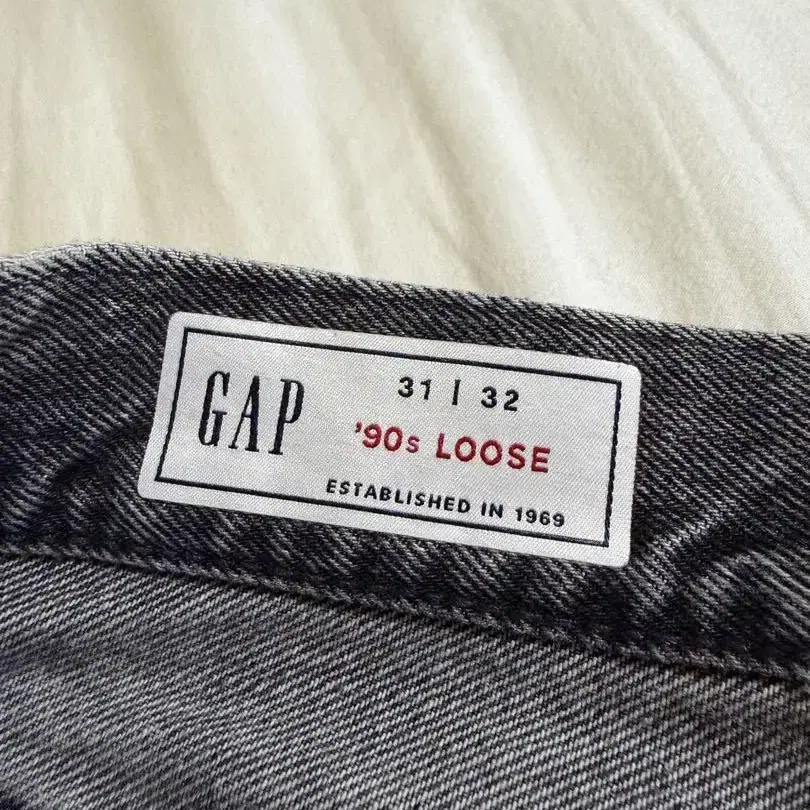 GAP
31 | 32
'90s LOOSE
ESTABLISHED IN 1969